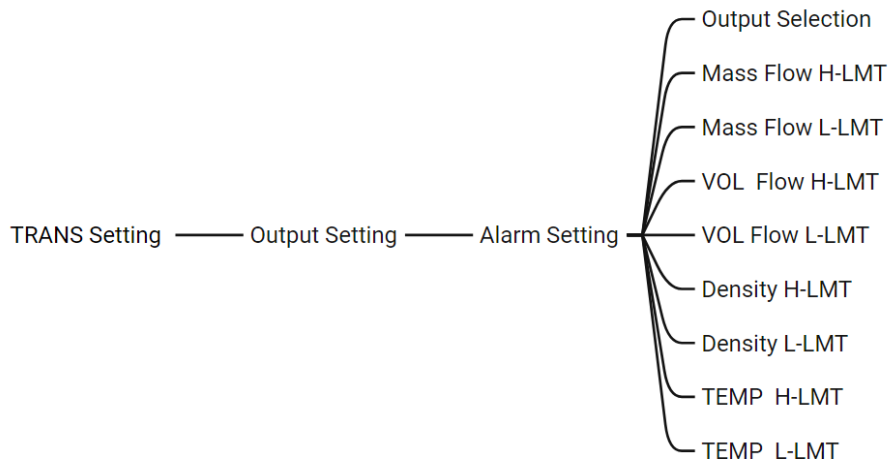 Output Selection
Mass Flow H-LMT
Mass Flow L-LMT
VOL  Flow H-LMT
TRANS Setting
Output Setting
Alarm Setting
VOL Flow L-LMT
Density H-LMT
Density L-LMT
TEMP  H-LMT
TEMP  L-LMT